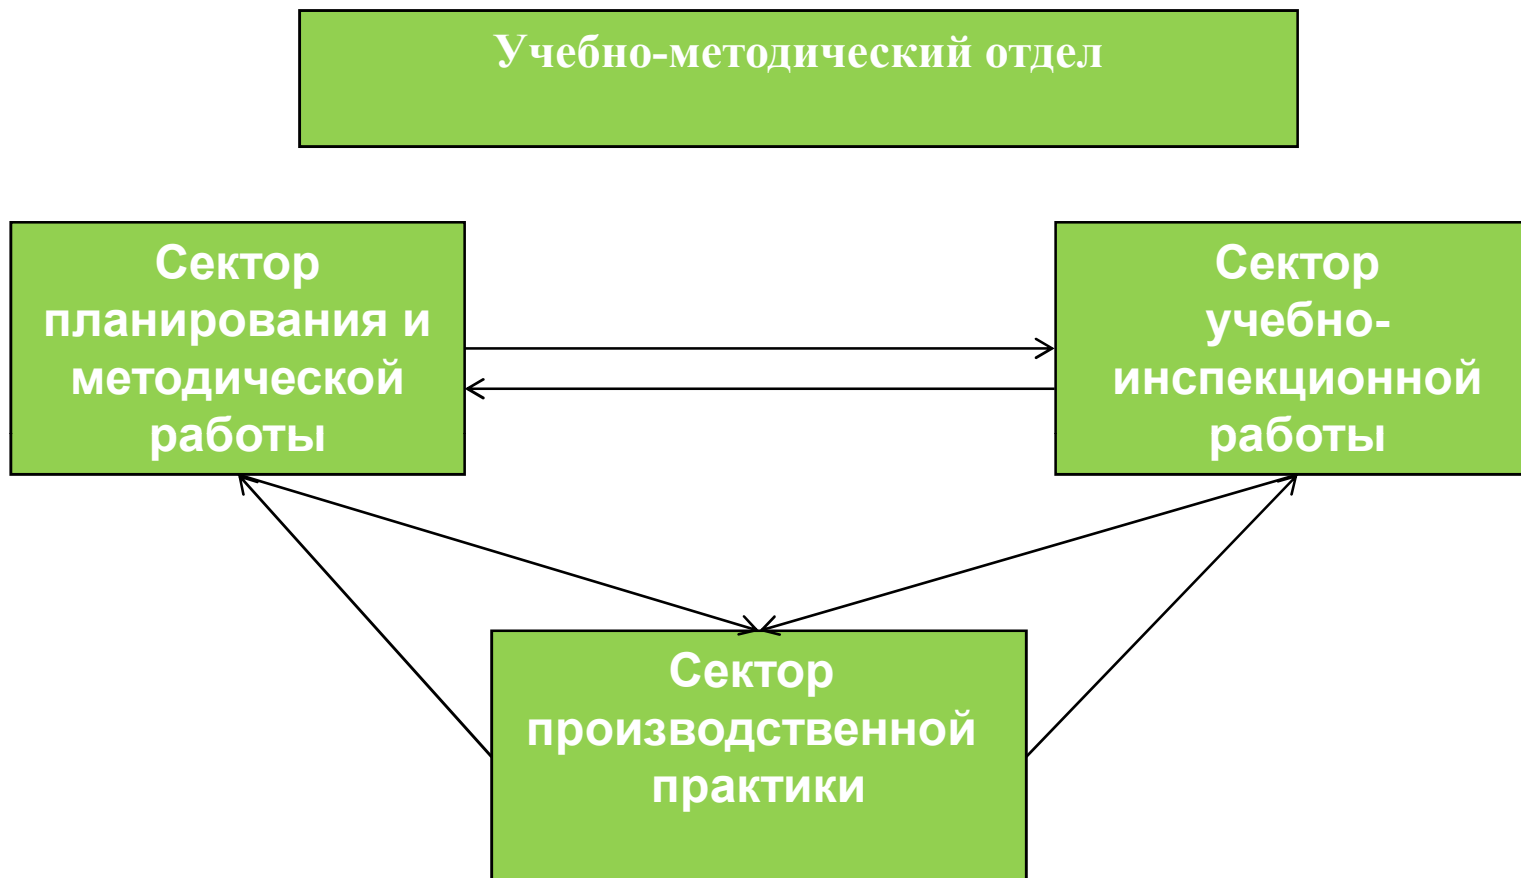 Учебно-методический отдел
Сектор
планирования и
методической
работы
Сектор
учебно-
инспекционной
работы
Сектор
производственной
практики